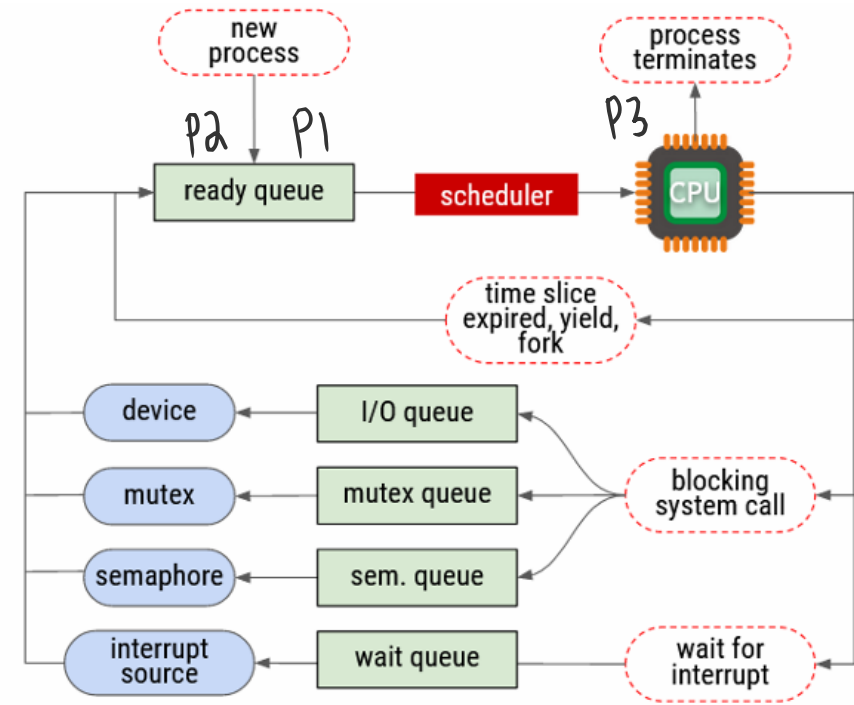 new
process
process
terminates
P2 P1
P3
ready queue
scheduler
CPU
time slice
expired, yield,
fork
device
I/O queue
mutex
mutex queue
blocking
system call
semaphore
sem. queue
interrupt
source
wait queue
wait for
interrupt